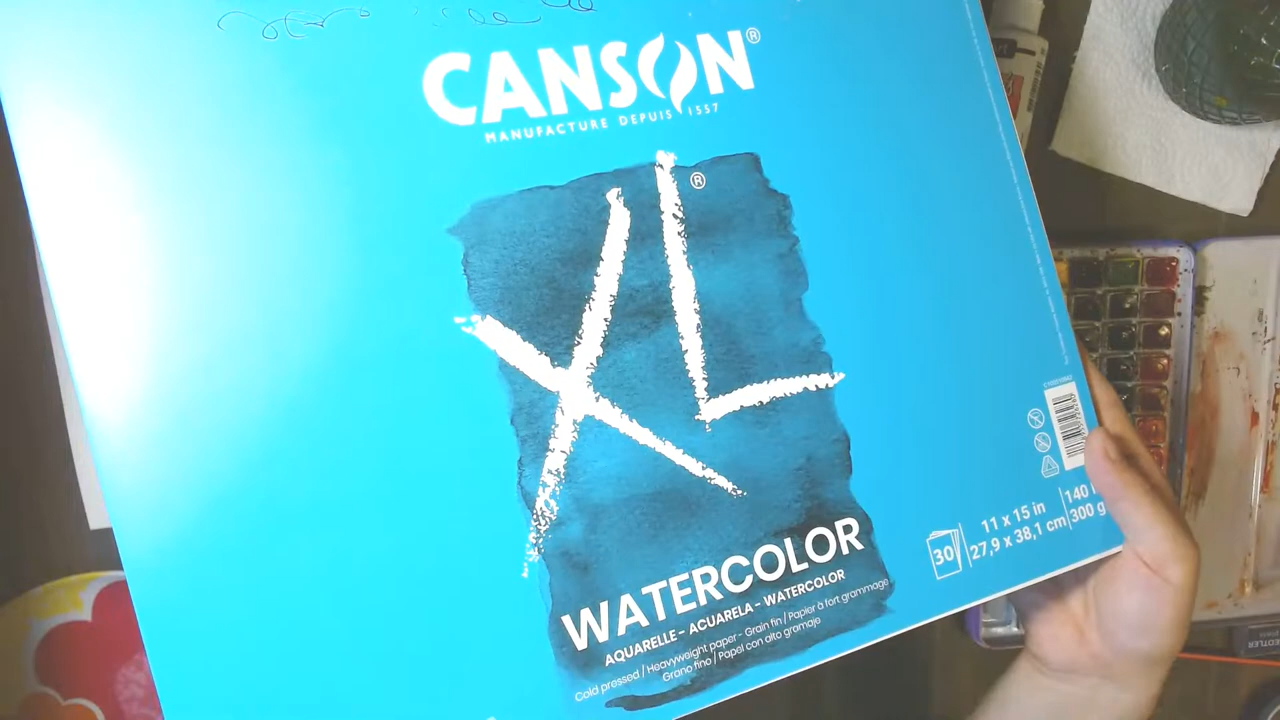 CANSON®
MANUFACTURE DEPUIS 1557
XL®
WATERCOLOR
AQUARELLE - ACUARELA - WATERCOLOR
Cold pressed / Heavyweight paper - Grain fin / Papier à fort grammage
Grano fino / Papel con alto gramaje
30
11 x 15 in
27,9 x 38,1 cm
140
300 g